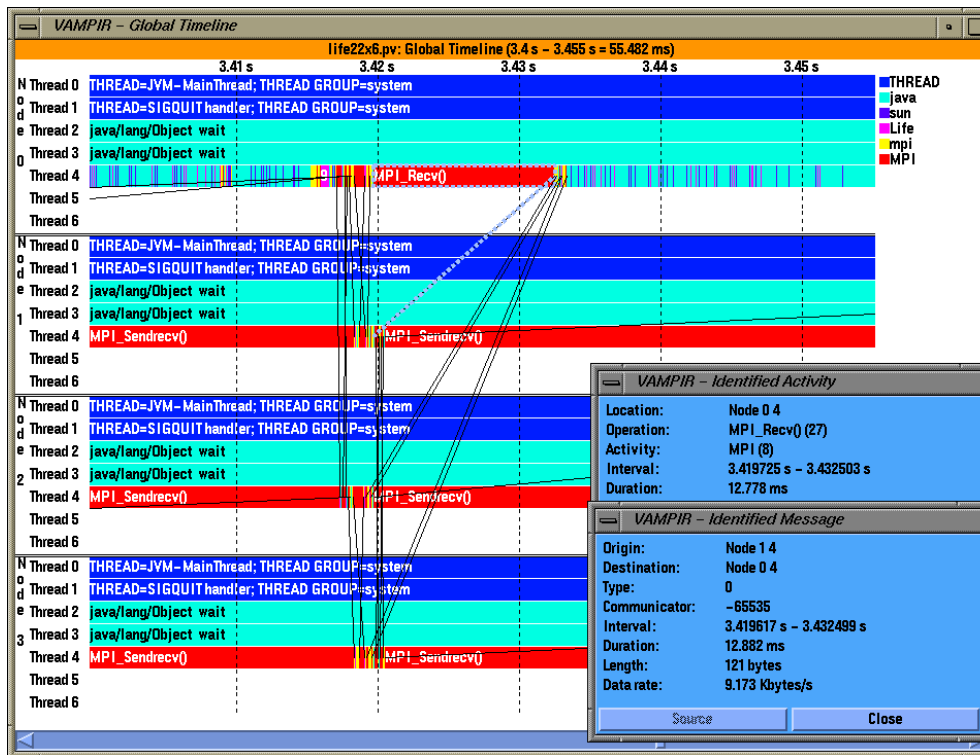 VAMPIR – Global Timeline
life22x6.pv: Global Timeline (3.4 s – 3.455 s = 55.482 ms)
3.41 s 3.42 s 3.43 s 3.44 s 3.45 s
Node 0
Thread 0 THREAD=JVM-MainThread; THREAD GROUP=system
Thread 1 THREAD=SIGQUIT handler; THREAD GROUP=system
Thread 2 java/lang/Object wait
Thread 3 java/lang/Object wait
Thread 4 9 MPI_Recv()
Thread 5
Thread 6
THREAD
java
sun
Life
mpi
MPI
Node 1
Thread 0 THREAD=JVM-MainThread; THREAD GROUP=system
Thread 1 THREAD=SIGQUIT handler; THREAD GROUP=system
Thread 2 java/lang/Object wait
Thread 3 java/lang/Object wait
Thread 4 MPI_Sendrecv() MPI_Sendrecv()
Thread 5
Thread 6
Node 2
Thread 0 THREAD=JVM-MainThread; THREAD GROUP=system
Thread 1 THREAD=SIGQUIT handler; THREAD GROUP=system
Thread 2 java/lang/Object wait
Thread 3 java/lang/Object wait
Thread 4 MPI_Sendrecv() MPI_Sendrecv()
Thread 5
Thread 6
Node 3
Thread 0 THREAD=JVM-MainThread; THREAD GROUP=system
Thread 1 THREAD=SIGQUIT handler; THREAD GROUP=system
Thread 2 java/lang/Object wait
Thread 3 java/lang/Object wait
Thread 4 MPI_Sendrecv() MPI_Sendrecv()
Thread 5
Thread 6
VAMPIR – Identified Activity
Location: Node 0 4
Operation: MPI_Recv() (27)
Activity: MPI (8)
Interval: 3.419725 s – 3.432503 s
Duration: 12.778 ms
VAMPIR – Identified Message
Origin: Node 1 4
Destination: Node 0 4
Type: 0
Communicator: -65535
Interval: 3.419617 s – 3.432499 s
Duration: 12.882 ms
Length: 121 bytes
Data rate: 9.173 Kbytes/s
Source Close